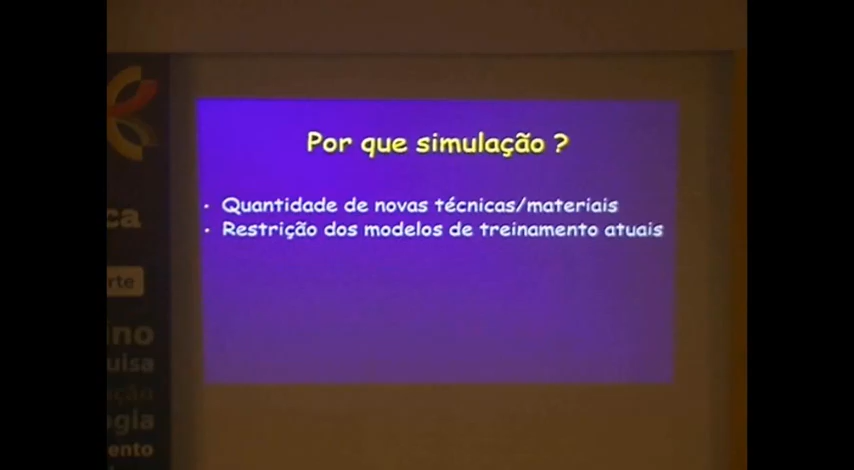 Por que simulação ?
• Quantidade de novas técnicas/materiais
• Restrição dos modelos de treinamento atuais
ca
rte
ino
uisa
ção
gia
ento